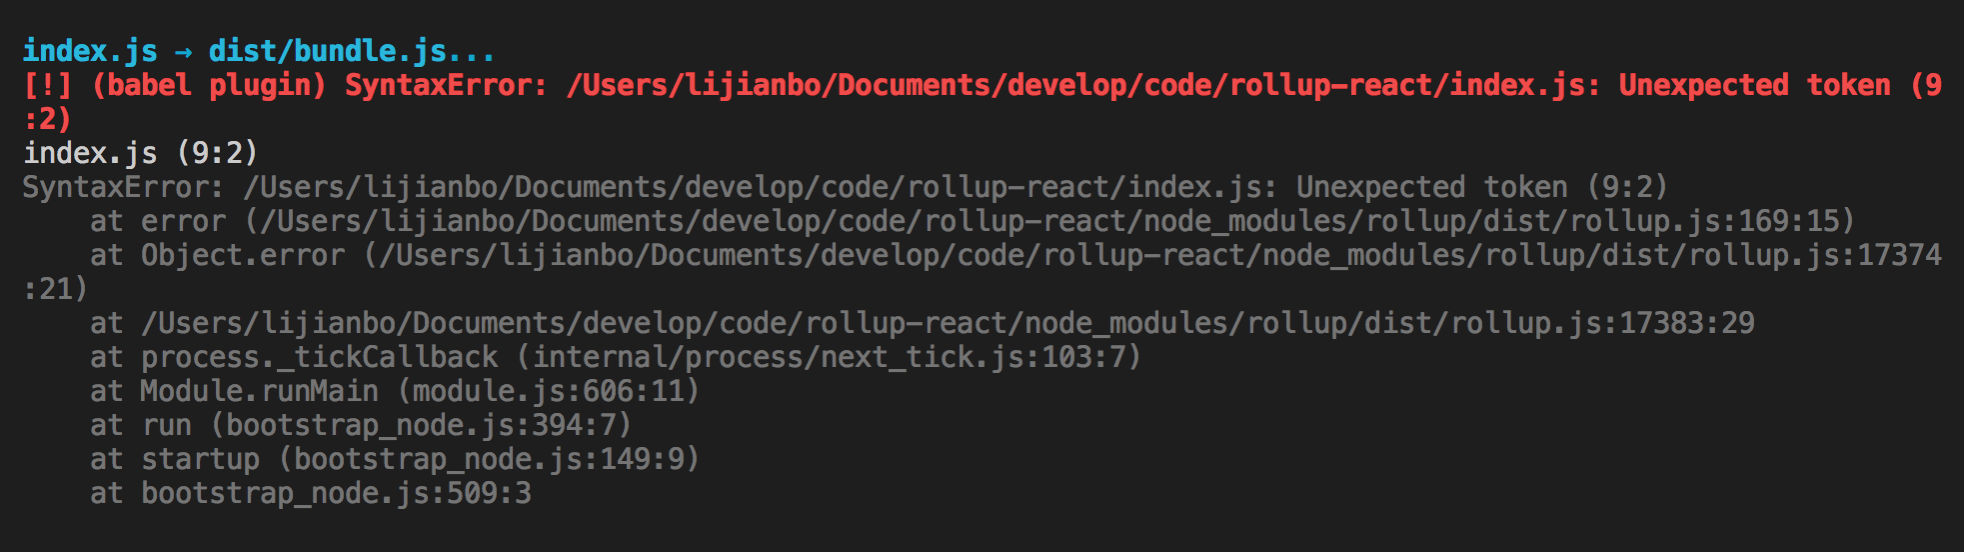 index.js → dist/bundle.js...
[!] (babel plugin) SyntaxError: /Users/lijianbo/Documents/develop/code/rollup-react/index.js: Unexpected token (9
:2)
index.js (9:2)
SyntaxError: /Users/lijianbo/Documents/develop/code/rollup-react/index.js: Unexpected token (9:2)
    at error (/Users/lijianbo/Documents/develop/code/rollup-react/node_modules/rollup/dist/rollup.js:169:15)
    at Object.error (/Users/lijianbo/Documents/develop/code/rollup-react/node_modules/rollup/dist/rollup.js:17374
:21)
    at /Users/lijianbo/Documents/develop/code/rollup-react/node_modules/rollup/dist/rollup.js:17383:29
    at process._tickCallback (internal/process/next_tick.js:103:7)
    at Module.runMain (module.js:606:11)
    at run (bootstrap_node.js:394:7)
    at startup (bootstrap_node.js:149:9)
    at bootstrap_node.js:509:3